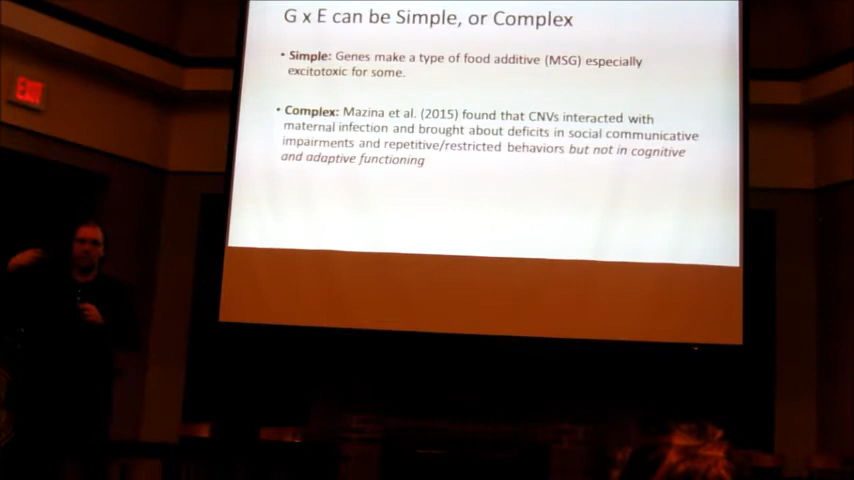 G x E can be Simple, or Complex
• Simple: Genes make a type of food additive (MSG) especially
excitotoxic for some.
• Complex: Mazina et al. (2015) found that CNVs interacted with
maternal infection and brought about deficits in social communicative
impairments and repetitive/restricted behaviors but not in cognitive
and adaptive functioning
EXIT